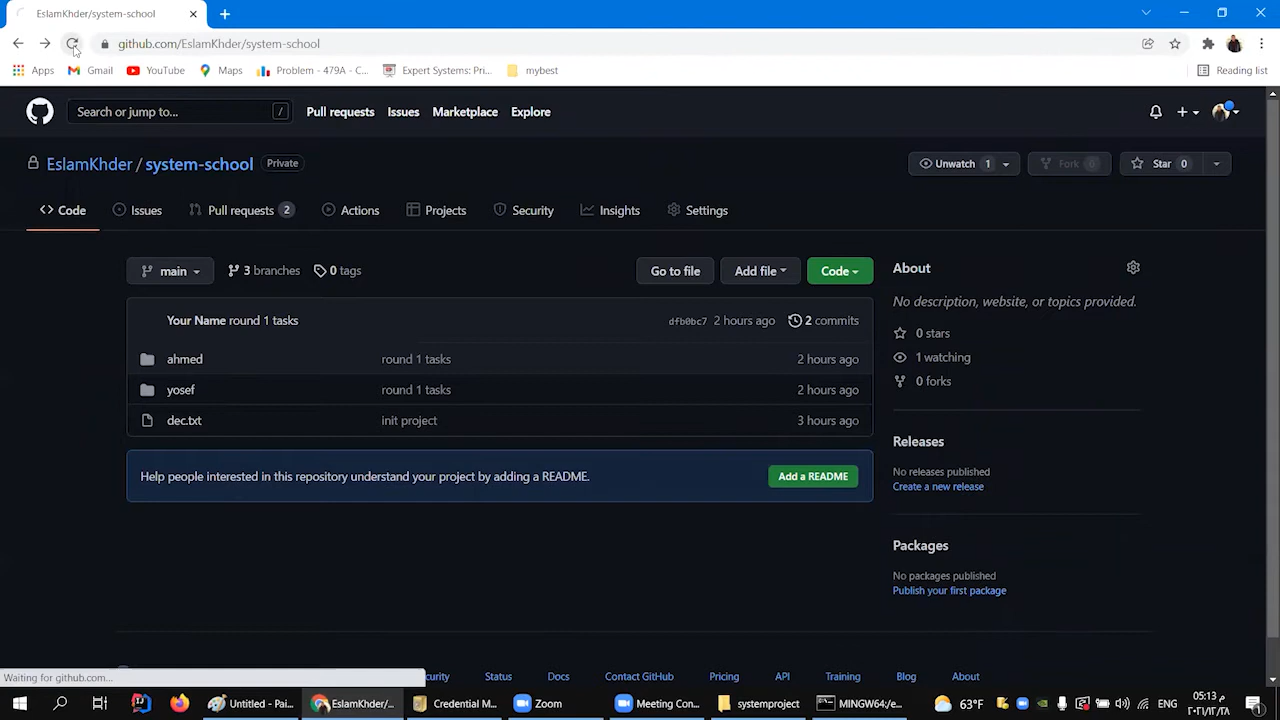 EslamKhder/system-school
github.com/EslamKhder/system-school
Apps Gmail YouTube Maps Problem - 479A - C... Expert Systems: Pri... mybest Reading list
Search or jump to... / Pull requests Issues Marketplace Explore
EslamKhder / system-school Private Unwatch 1 Fork 0 Star 0
Code Issues Pull requests 2 Actions Projects Security Insights Settings
main 3 branches 0 tags Go to file Add file Code
About
No description, website, or topics provided.
Your Name round 1 tasks dfb0bc7 2 hours ago 2 commits
0 stars
ahmed round 1 tasks 2 hours ago
1 watching
yosef round 1 tasks 2 hours ago
0 forks
dec.txt init project 3 hours ago
Releases
Help people interested in this repository understand your project by adding a README. Add a README
No releases published
Create a new release
Packages
No packages published
Publish your first package
Waiting for github.com... curity Status Docs Contact GitHub Pricing API Training Blog About
Untitled - Pai... EslamKhder/... Credential M... Zoom Meeting Con... systemproject MINGW64:/e... 63°F ENG 05:13 م